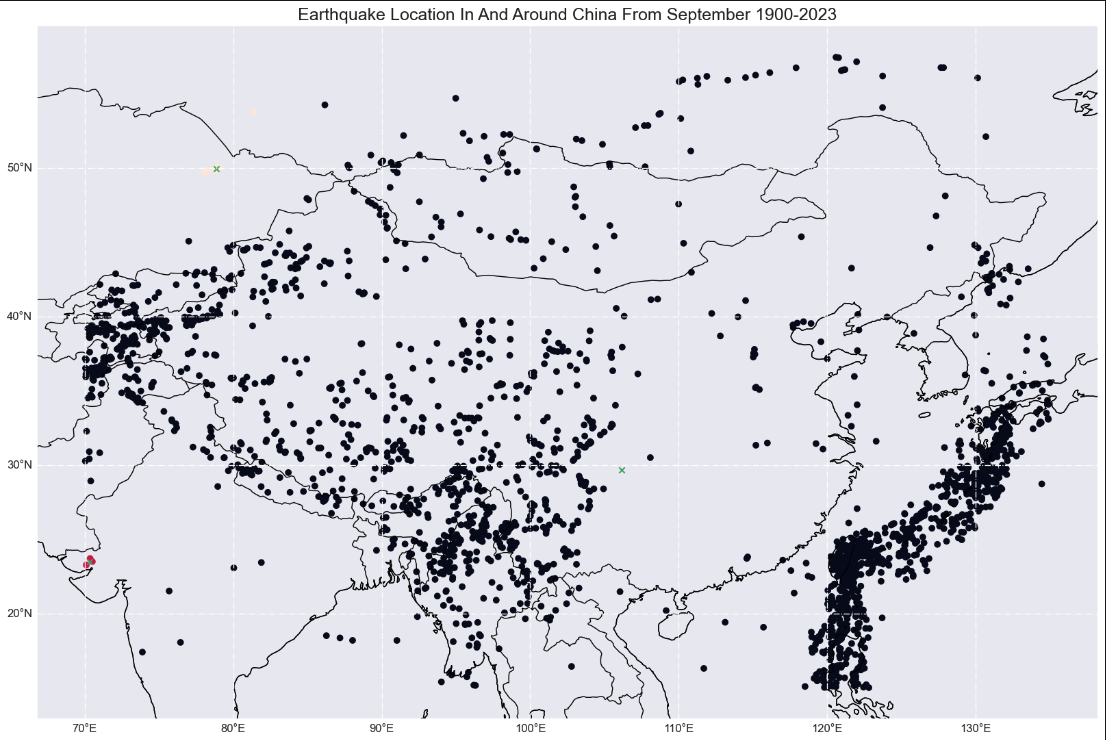 Earthquake Location In And Around China From September 1900-2023
50°N
40°N
30°N
20°N
70°E 80°E 90°E 100°E 110°E 120°E 130°E